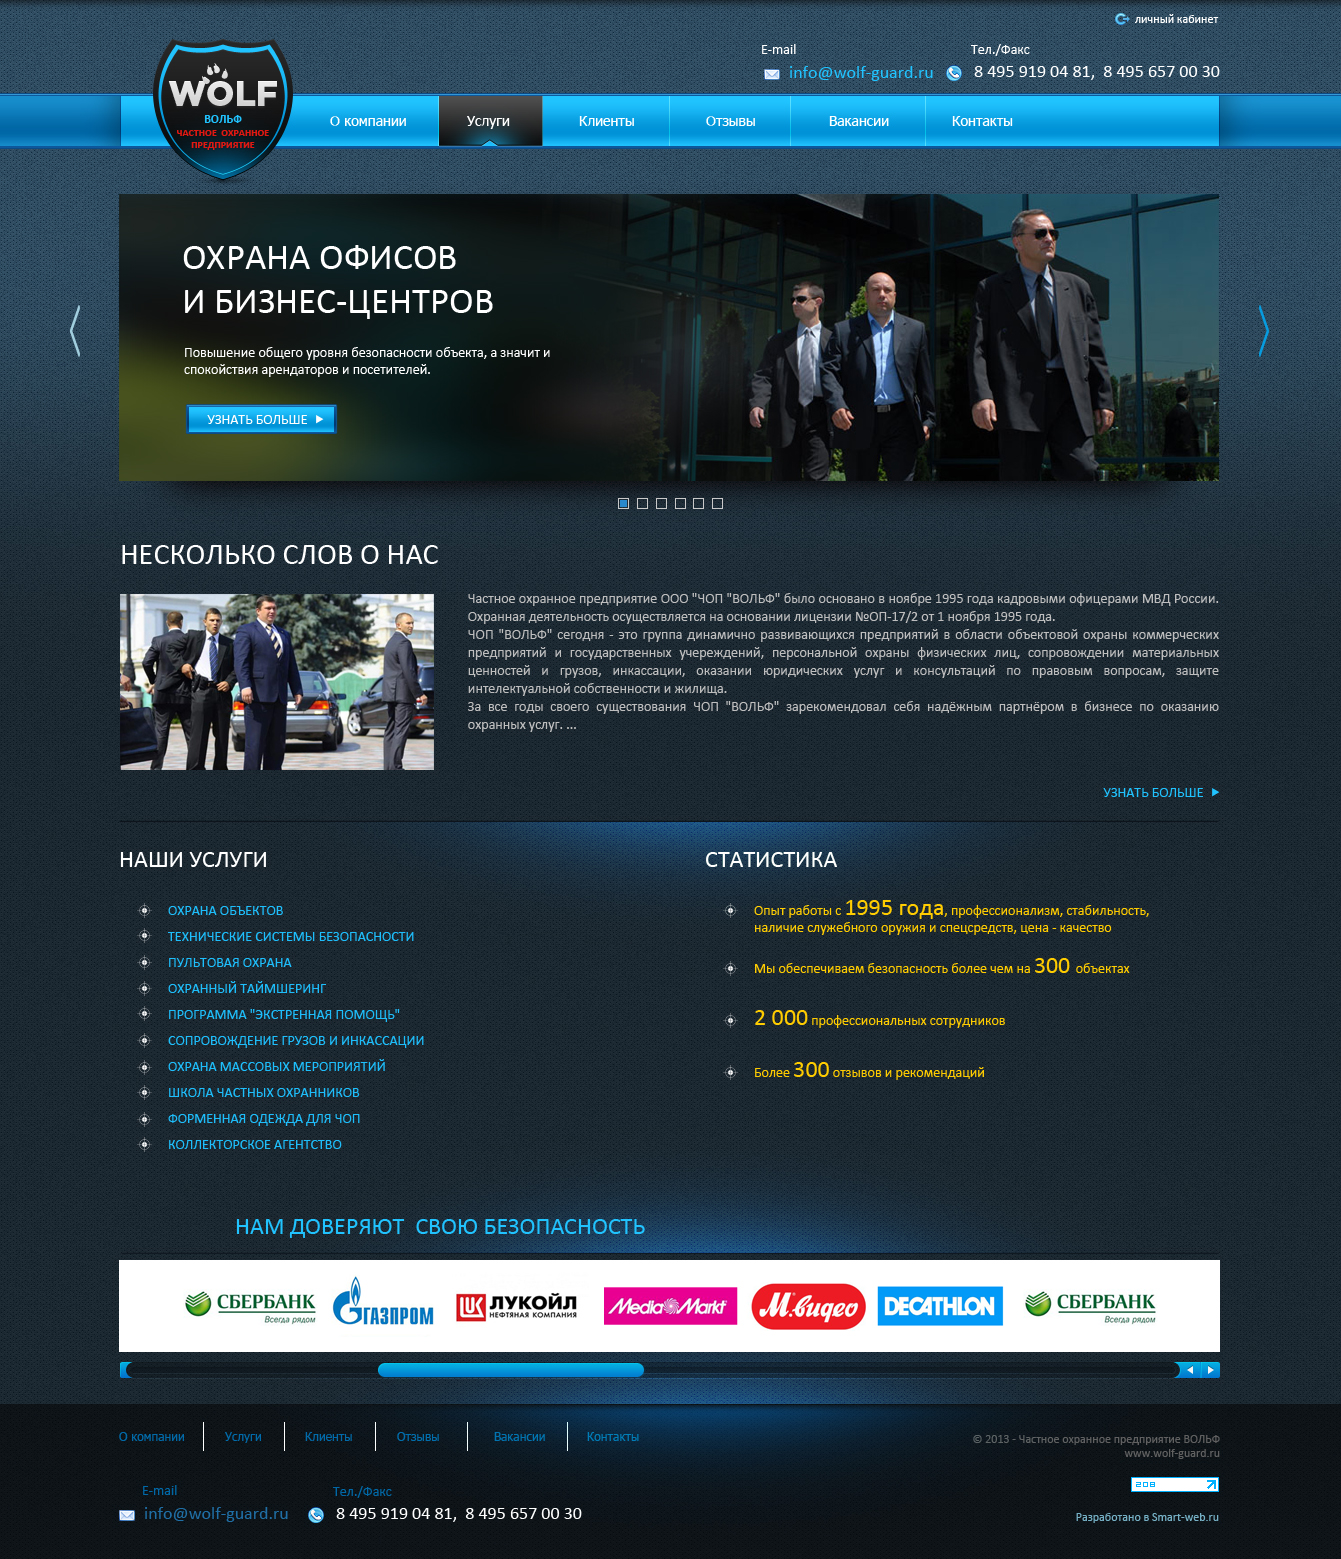 личный кабинет
E-mail
Тел./Факс
info@wolf-guard.ru
8 495 919 04 81,  8 495 657 00 30
WOLF
ВОЛЬФ
ЧАСТНОЕ ОХРАННОЕ
ПРЕДПРИЯТИЕ
О компании
Услуги
Клиенты
Отзывы
Вакансии
Контакты
ОХРАНА ОФИСОВ
И БИЗНЕС-ЦЕНТРОВ
Повышение общего уровня безопасности объекта, а значит и
спокойствия арендаторов и посетителей.
УЗНАТЬ БОЛЬШЕ
НЕСКОЛЬКО СЛОВ О НАС
Частное охранное предприятие ООО "ЧОП "ВОЛЬФ" было основано в ноябре 1995 года кадровыми офицерами МВД России.
Охранная деятельность осуществляется на основании лицензии №ОП-17/2 от 1 ноября 1995 года.
ЧОП "ВОЛЬФ" сегодня - это группа динамично развивающихся предприятий в области объектовой охраны коммерческих
предприятий и государственных учереждений, персональной охраны физических лиц, сопровождении материальных
ценностей и грузов, инкассации, оказании юридических услуг и консультаций по правовым вопросам, защите
интелектуальной собственности и жилища.
За все годы своего существования ЧОП "ВОЛЬФ" зарекомендовал себя надёжным партнёром в бизнесе по оказанию
охранных услуг. ...
УЗНАТЬ БОЛЬШЕ
НАШИ УСЛУГИ
ОХРАНА ОБЪЕКТОВ
ТЕХНИЧЕСКИЕ СИСТЕМЫ БЕЗОПАСНОСТИ
ПУЛЬТОВАЯ ОХРАНА
ОХРАННЫЙ ТАЙМШЕРИНГ
ПРОГРАММА "ЭКСТРЕННАЯ ПОМОЩЬ"
СОПРОВОЖДЕНИЕ ГРУЗОВ И ИНКАССАЦИИ
ОХРАНА МАССОВЫХ МЕРОПРИЯТИЙ
ШКОЛА ЧАСТНЫХ ОХРАННИКОВ
ФОРМЕННАЯ ОДЕЖДА ДЛЯ ЧОП
КОЛЛЕКТОРСКОЕ АГЕНТСТВО
СТАТИСТИКА
Опыт работы с 1995 года, профессионализм, стабильность,
наличие служебного оружия и спецсредств, цена - качество
Мы обеспечиваем безопасность более чем на 300 объектах
2 000 профессиональных сотрудников
Более 300 отзывов и рекомендаций
НАМ ДОВЕРЯЮТ  СВОЮ БЕЗОПАСНОСТЬ
СБЕРБАНК
Всегда рядом
ГАЗПРОМ
ЛУКОЙЛ
НЕФТЯНАЯ КОМПАНИЯ
Media Markt
М.видео
DECATHLON
СБЕРБАНК
Всегда рядом
О компании
Услуги
Клиенты
Отзывы
Вакансии
Контакты
© 2013 - Частное охранное предприятие ВОЛЬФ
www.wolf-guard.ru
208
E-mail
Тел./Факс
info@wolf-guard.ru
8 495 919 04 81,  8 495 657 00 30
Разработано в Smart-web.ru